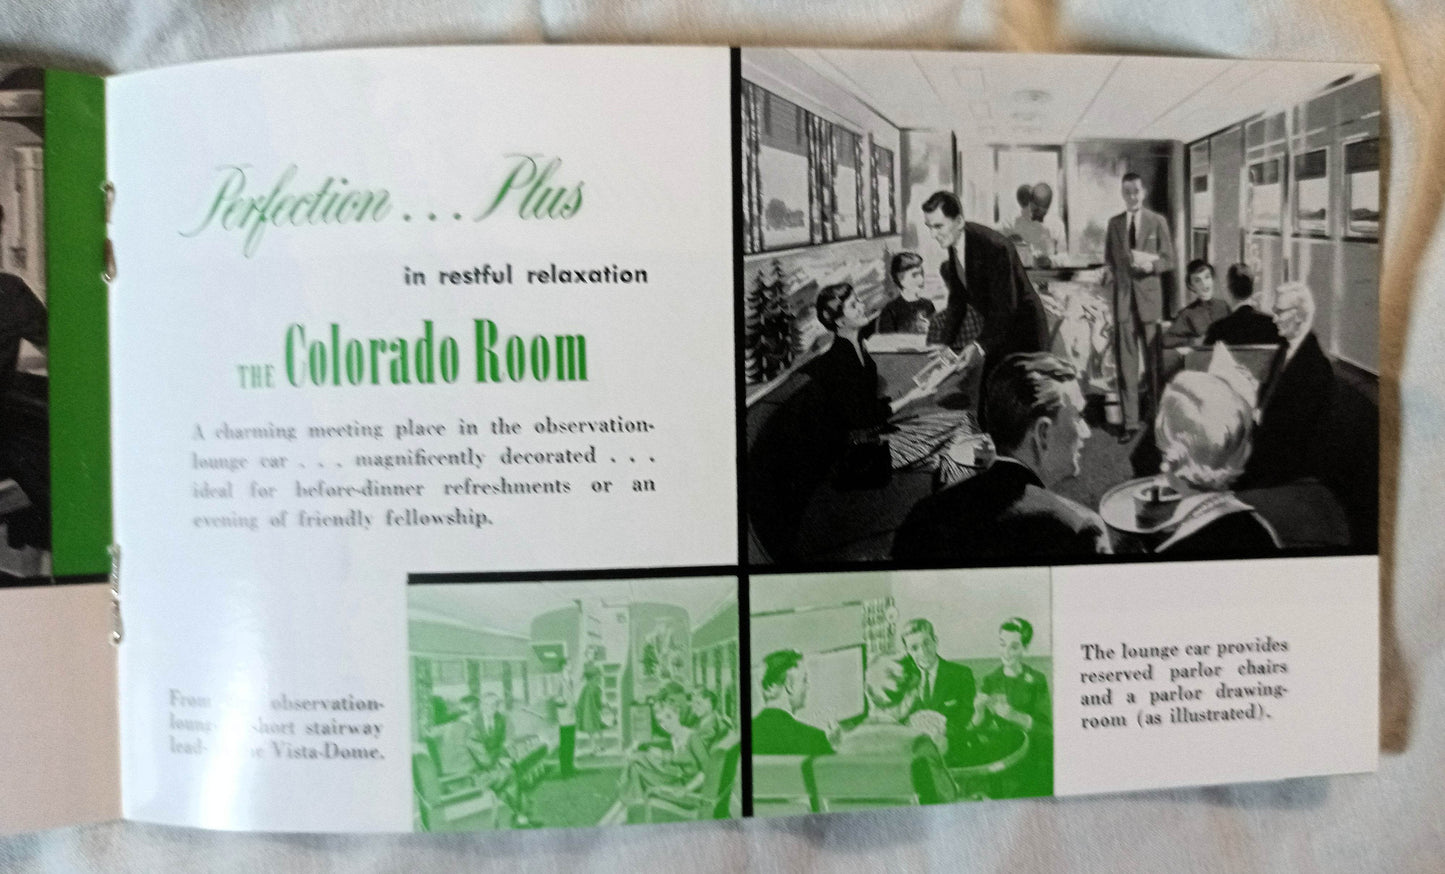 Perfection . . . Plus
in restful relaxation
THE Colorado Room
A charming meeting place in the observation-
lounge car . . . magnificently decorated . . .
ideal for before-dinner refreshments or an
evening of friendly fellowship.
From observation-
short stairway
Vista-Dome.
The lounge car provides
reserved parlor chairs
and a parlor drawing-
room (as illustrated).